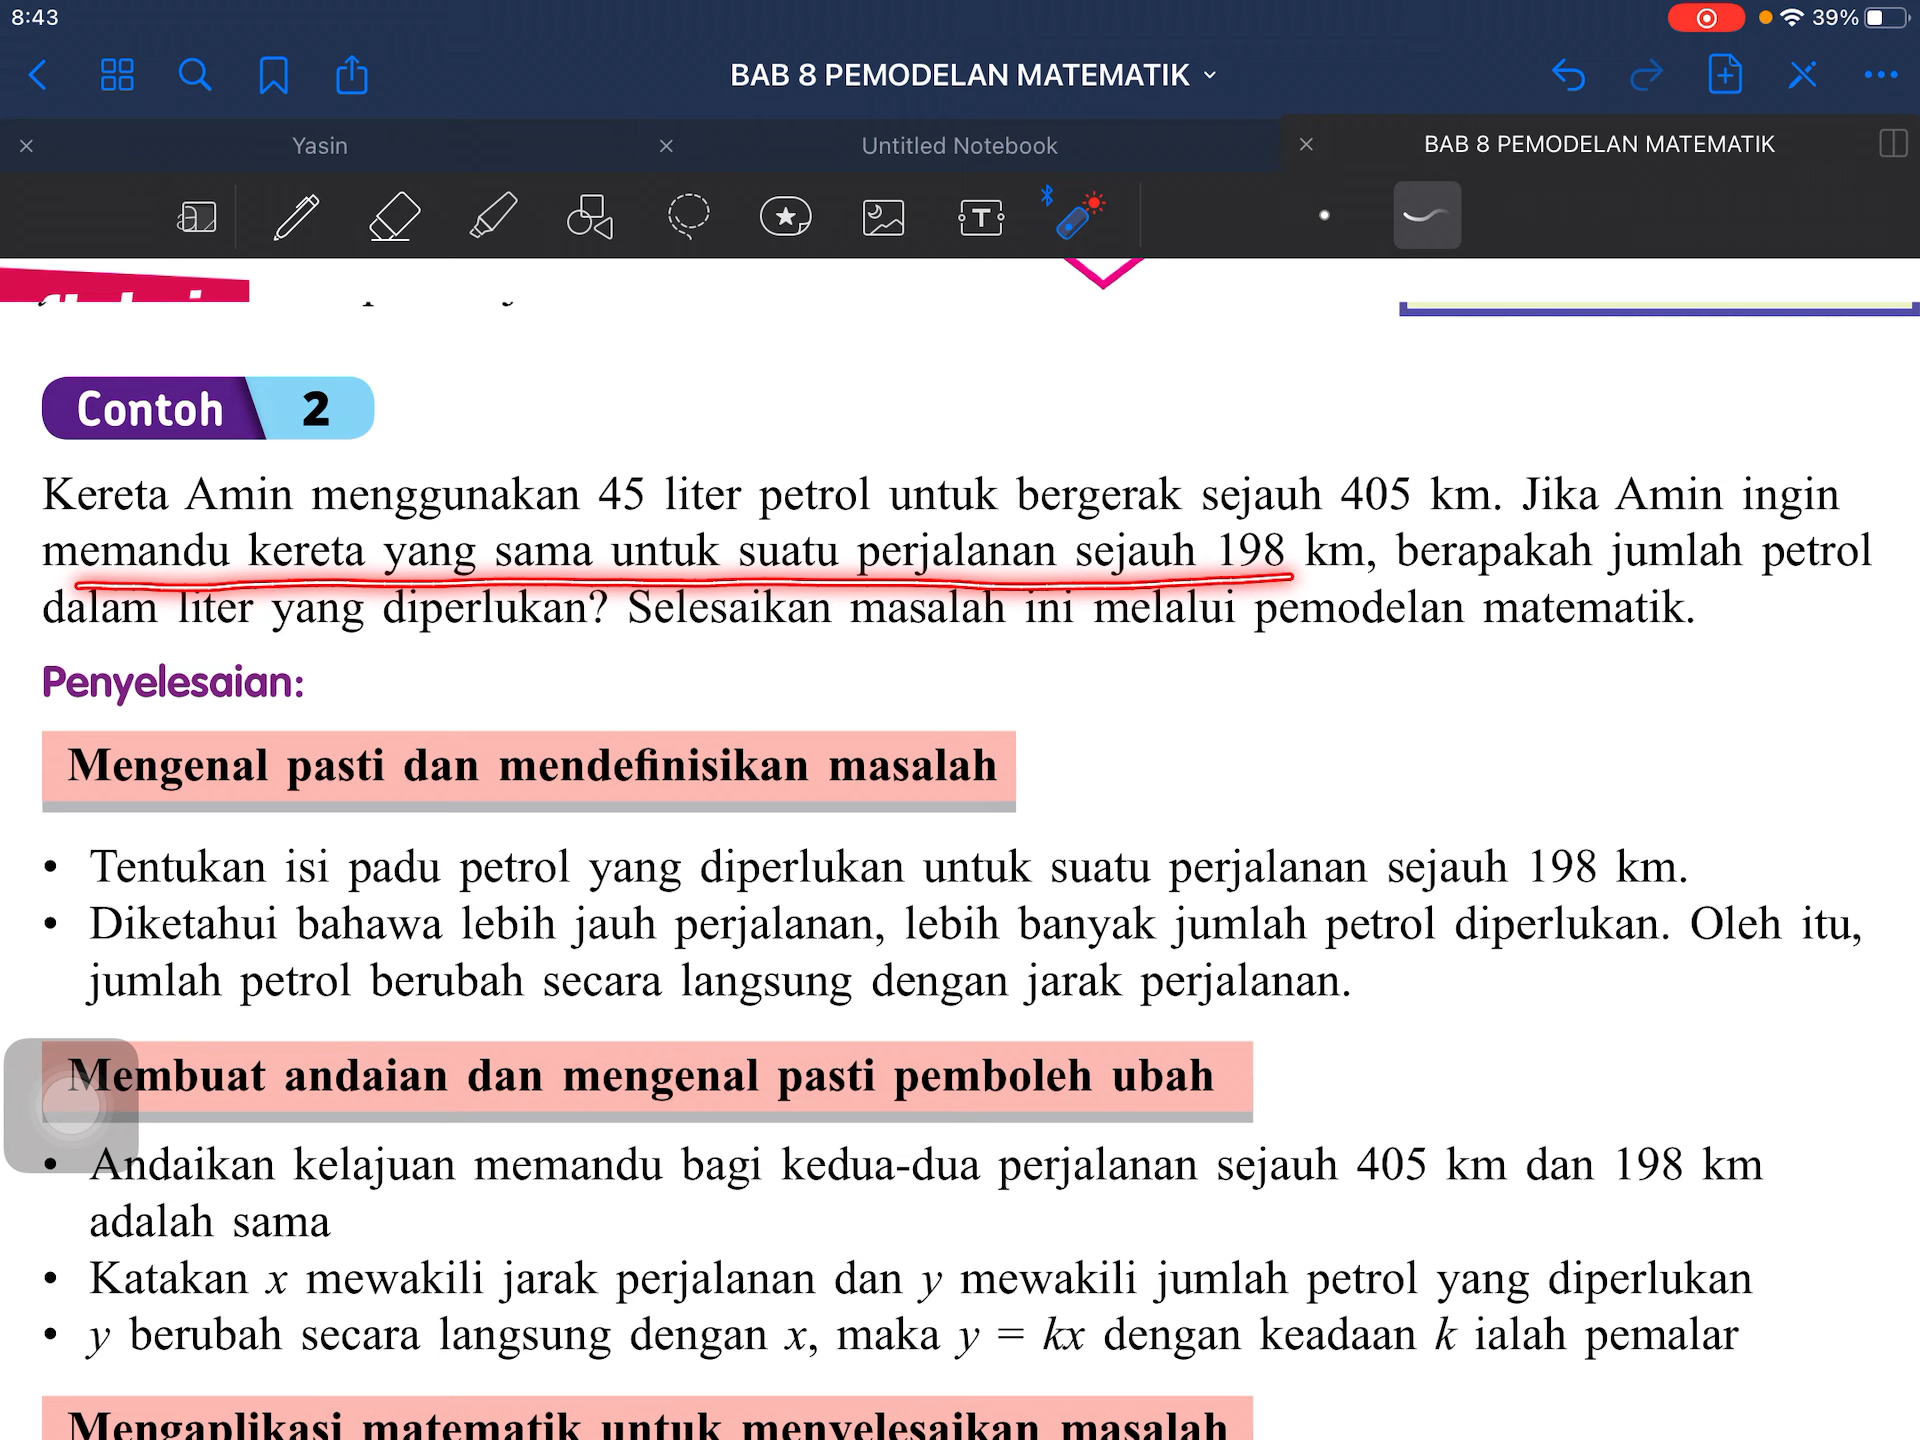 8:43
39%
BAB 8 PEMODELAN MATEMATIK
Yasin
Untitled Notebook
BAB 8 PEMODELAN MATEMATIK
Contoh 2
Kereta Amin menggunakan 45 liter petrol untuk bergerak sejauh 405 km. Jika Amin ingin
memandu kereta yang sama untuk suatu perjalanan sejauh 198 km, berapakah jumlah petrol
dalam liter yang diperlukan? Selesaikan masalah ini melalui pemodelan matematik.
Penyelesaian:
Mengenal pasti dan mendefinisikan masalah
• Tentukan isi padu petrol yang diperlukan untuk suatu perjalanan sejauh 198 km.
• Diketahui bahawa lebih jauh perjalanan, lebih banyak jumlah petrol diperlukan. Oleh itu,
jumlah petrol berubah secara langsung dengan jarak perjalanan.
Membuat andaian dan mengenal pasti pemboleh ubah
• Andaikan kelajuan memandu bagi kedua-dua perjalanan sejauh 405 km dan 198 km
adalah sama
• Katakan x mewakili jarak perjalanan dan y mewakili jumlah petrol yang diperlukan
• y berubah secara langsung dengan x, maka y = kx dengan keadaan k ialah pemalar
Mengaplikasi matematik untuk menyelesaikan masalah